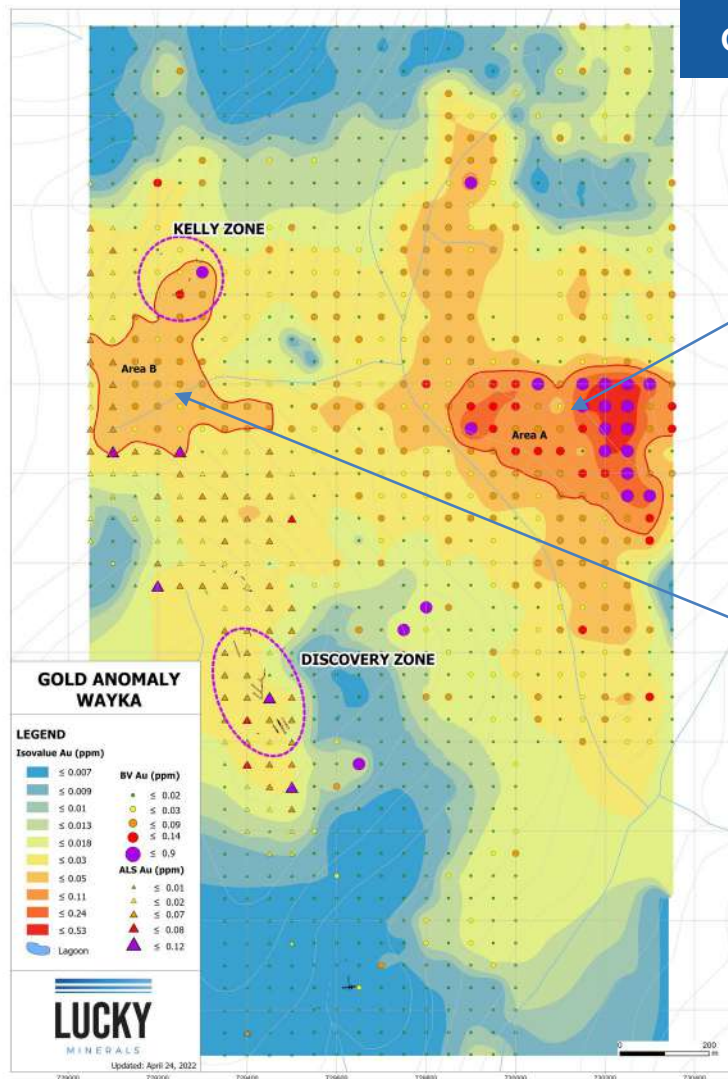 KELLY ZONE
Area B
Area A
DISCOVERY ZONE
GOLD ANOMALY
WAYKA
LEGEND
Isovalue Au (ppm)
≤ 0.007
≤ 0.009
≤ 0.01
≤ 0.013
≤ 0.018
≤ 0.03
≤ 0.05
≤ 0.11
≤ 0.24
≤ 0.53
Lagoon
BV Au (ppm)
≤ 0.02
≤ 0.03
≤ 0.09
≤ 0.14
≤ 0.9
ALS Au (ppm)
≤ 0.01
≤ 0.02
≤ 0.07
≤ 0.08
≤ 0.12
LUCKY
MINERALS
Updated: April 24, 2022
0 200
m